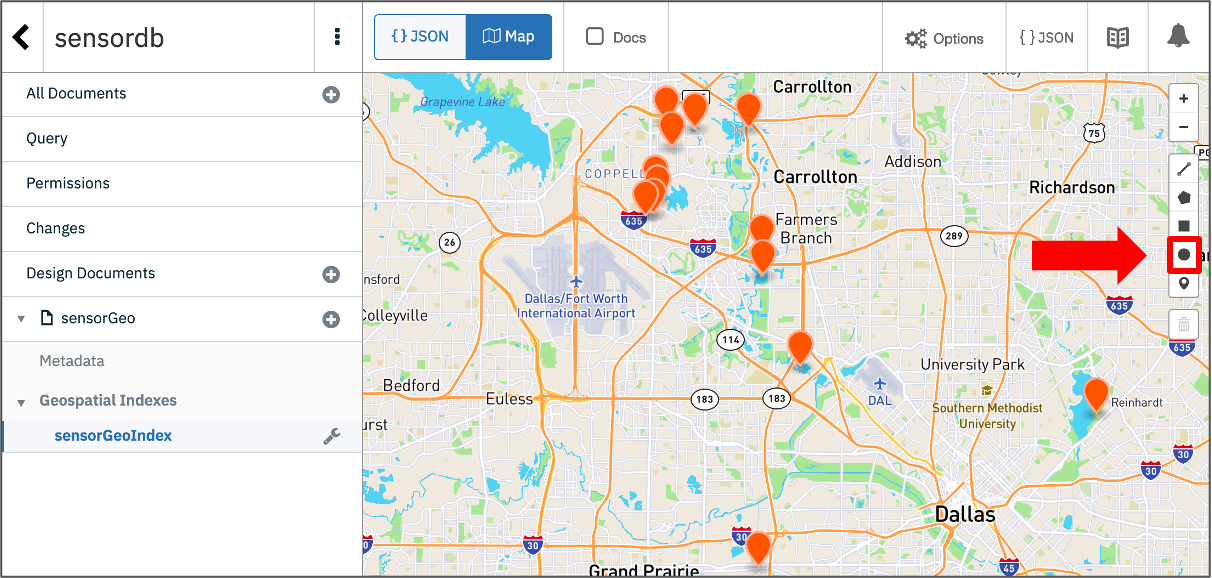 sensordb
{ } JSON
Map
Docs
Options
{ } JSON
All Documents
Query
Permissions
Changes
Design Documents
sensorGeo
Metadata
Geospatial Indexes
sensorGeoIndex
Grapevine Lake
Carrollton
75
Addison
COPPELL
Carrollton
Richardson
635
Farmers
Branch
26
635
289
nsford
Dallas/Fort Worth
International Airport
635
olleyville
114
635
University Park
Bedford
DAL
Euless
183
183
Southern Methodist
University
Reinhardt
urst
30
30
Dallas
30
30
45
Grand Prairie
+
−